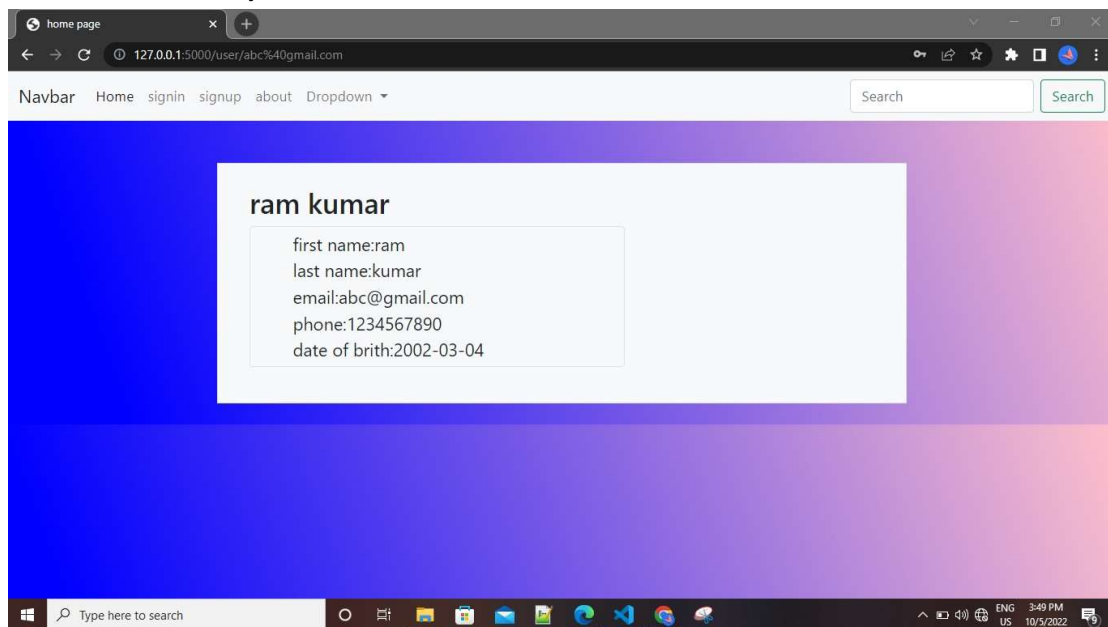 home page
127.0.0.1:5000/user/abc%40gmail.com
Navbar Home signin signup about Dropdown Search Search
ram kumar
first name:ram
last name:kumar
email:abc@gmail.com
phone:1234567890
date of brith:2002-03-04
Type here to search
ENG 3:49 PM
US 10/5/2022
9